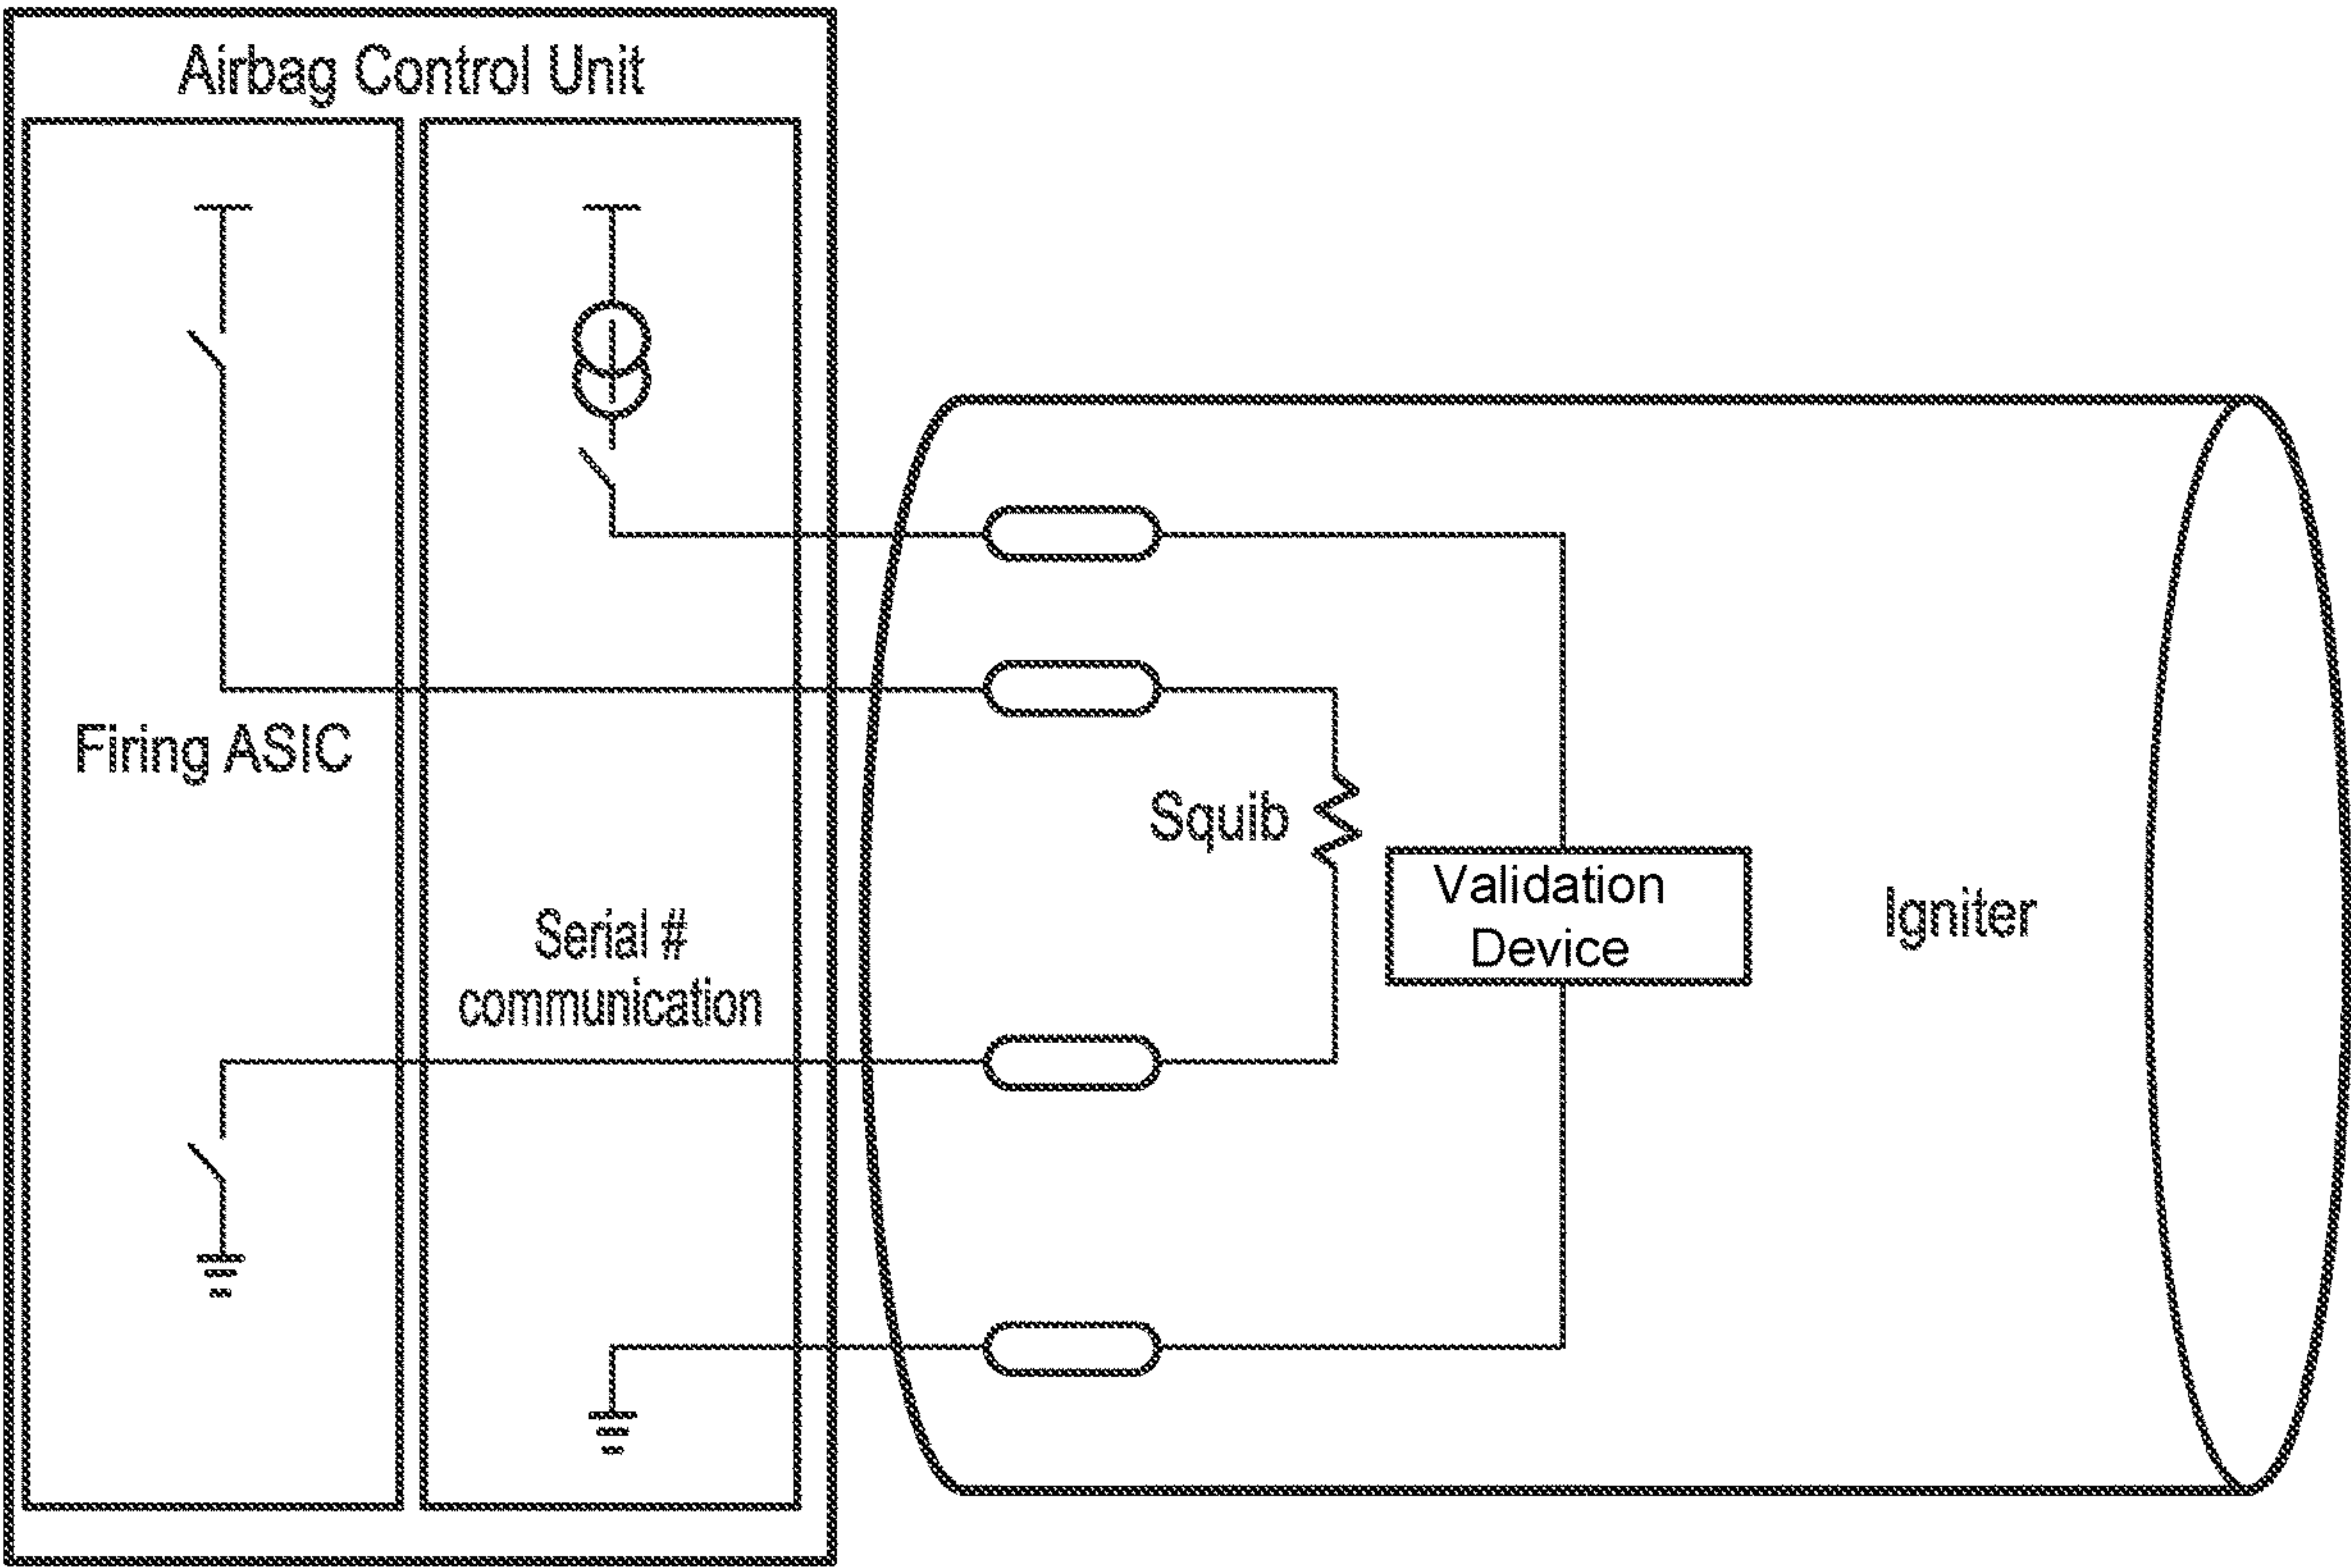 Airbag Control Unit
Firing ASIC
Serial #
communication
Squib
Validation
Device
Igniter